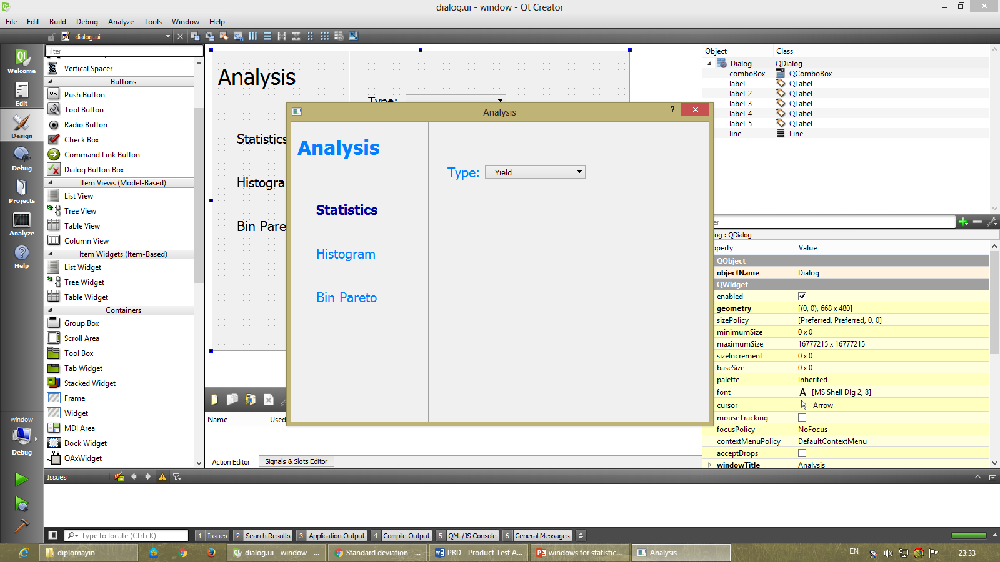 dialog.ui - window - Qt Creator
File Edit Build Debug Analyze Tools Window Help
dialog.ui
Welcome
Edit
Design
Debug
Projects
Analyze
Help
window
Debug
Filter
Vertical Spacer
Buttons
OK Push Button
Tool Button
Radio Button
Check Box
Command Link Button
Dialog Button Box
Item Views (Model-Based)
List View
Tree View
Table View
Column View
Item Widgets (Item-Based)
List Widget
Tree Widget
Table Widget
Containers
Group Box
Scroll Area
Tool Box
Tab Widget
Stacked Widget
Frame
Widget
MDI Area
Dock Widget
QAxWidget
Analysis
Type:
Statistics
Histogra
Bin Pare
Analysis
?
Analysis
Type: Yield
Statistics
Histogram
Bin Pareto
Name Used
Action Editor Signals & Slots Editor
Object Class
Dialog QDialog
comboBox QComboBox
label QLabel
label_2 QLabel
label_3 QLabel
label_4 QLabel
label_5 QLabel
line Line
er
log : QDialog
operty Value
QObject
objectName Dialog
QWidget
enabled
geometry [(0, 0), 668 x 480]
sizePolicy [Preferred, Preferred, 0, 0]
minimumSize 0 x 0
maximumSize 16777215 x 16777215
sizeIncrement 0 x 0
baseSize 0 x 0
palette Inherited
font A [MS Shell Dlg 2, 8]
cursor Arrow
mouseTracking
focusPolicy NoFocus
contextMenuPolicy DefaultContextMenu
acceptDrops
windowTitle Analysis
Issues
Type to locate (Ctrl+K) 1 Issues 2 Search Results 3 Application Output 4 Compile Output 5 QML/JS Console 6 General Messages
diplomayin dialog.ui - window - ... Standard deviation - ... PRD - Product Test A... windows for statistic... Analysis EN 23:33